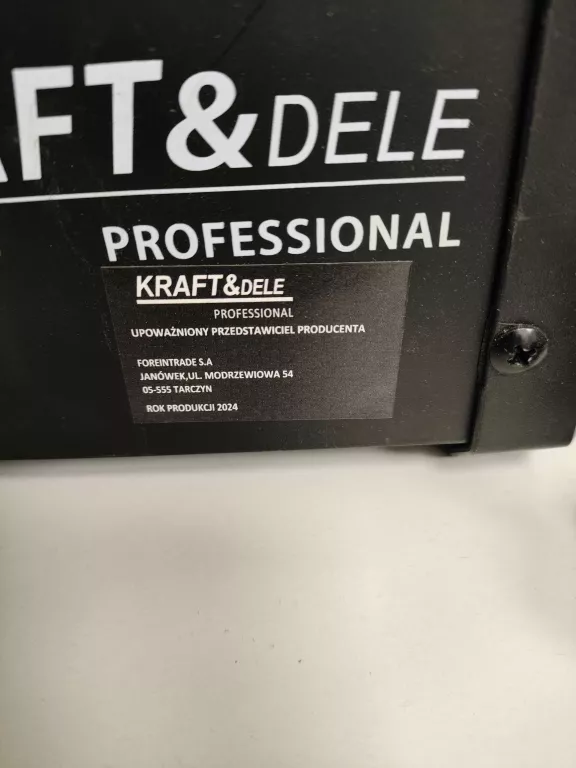 AFT&DELE
PROFESSIONAL
KRAFT&DELE
PROFESSIONAL
UPOWAŻNIONY PRZEDSTAWICIEL PRODUCENTA
FOREINTRADE S.A
JANÓWEK,UL. MODRZEWIOWA 54
05-555 TARCZYN
ROK PRODUKCJI 2024